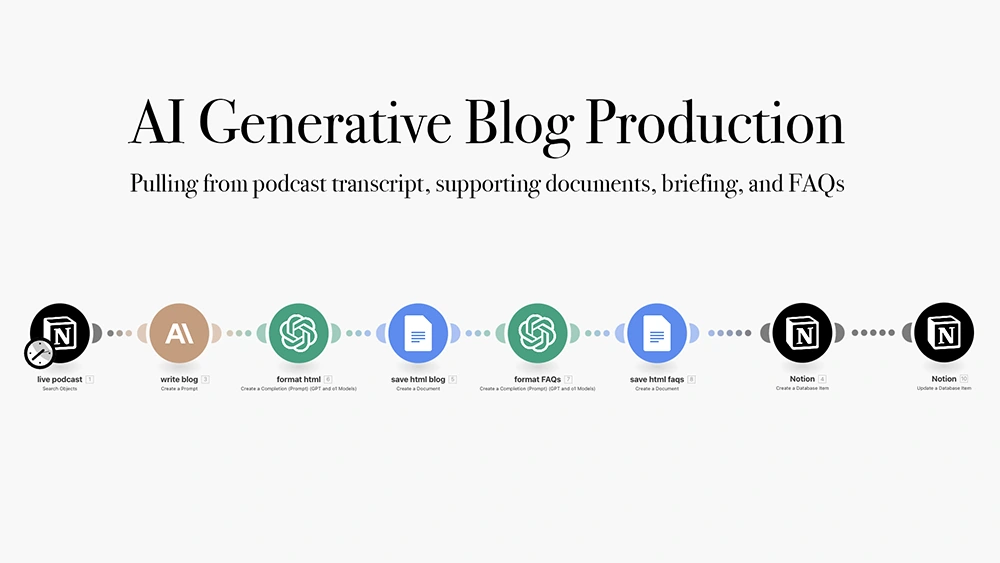 AI Generative Blog Production
Pulling from podcast transcript, supporting documents, briefing, and FAQs
live podcast 1
Search Objects
write blog 3
Create a Prompt
format html 6
Create a Completion (Prompt) (GPT and o1 Models)
save html blog 5
Create a Document
format FAQs 7
Create a Completion (Prompt) (GPT and o1 Models)
save html faqs 8
Create a Document
Notion 4
Create a Database Item
Notion 10
Update a Database Item